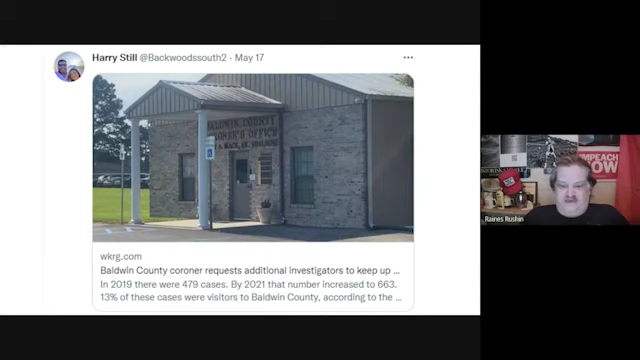 Harry Still @Backwoodssouth2 · May 17
BALDWIN COUNTY
CORONER'S OFFICE
wkrg.com
Baldwin County coroner requests additional investigators to keep up ...
In 2019 there were 479 cases. By 2021 that number increased to 663.
13% of these cases were visitors to Baldwin County, according to the ...
IMPEACH
NOW
Raines Rushin